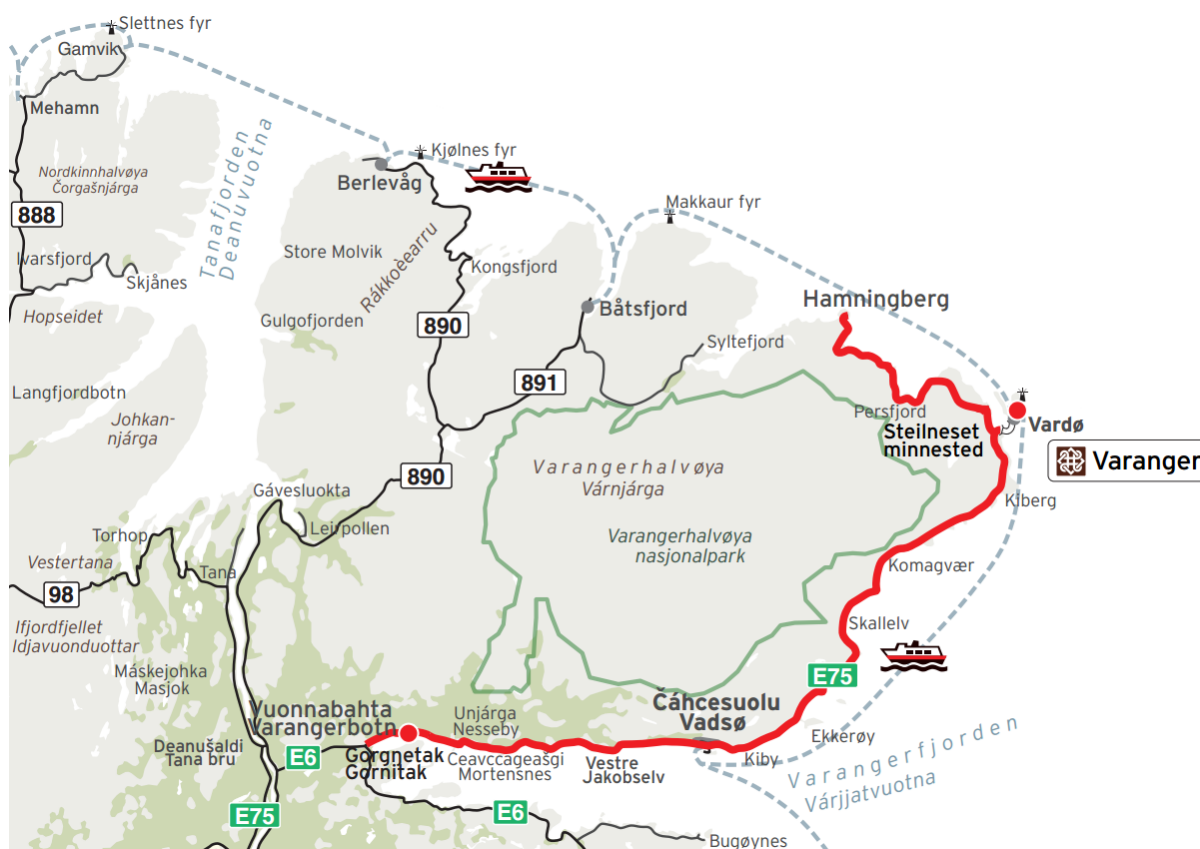 Slettnes fyr
Gamvik
Mehamn
Nordkinnhalvøya
Čorgašnjárga
888
Ivarsfjord
Skjånes
Hopseidet
Langfjordbotn
Johkan-
njárga
Tanafjorden
Deanuvuotna
Kjølnes fyr
Berlevåg
Store Molvik
Rákkoèearru
Kongsfjord
Gulgofjorden
890
Makkaur fyr
Båtsfjord
Hamningberg
Syltefjord
891
Persfjord
Steilneset
minnested
Vardø
Varanger
Kiberg
890
Varangerhalvøya
Várnjárga
Varangerhalvøya
nasjonalpark
Gávesluokta
Leirpollen
Torhop
Vestertana
Tana
98
Ifjordfjellet
Idjavuonduottar
Komagvær
Skallelv
E75
Máskejohka
Masjok
Vuonnabahta
Varangerbotn
Unjárga
Nesseby
Čáhcesuolu
Vadsø
Ekkerøy
Kiby
Varangerfjorden
Várjjatvuotna
Deanušaldi
Tana bru
E6
Gorgnetak
Gornitak
Ceavccageašgi
Mortensnes
Vestre
Jakobselv
E75
E6
Bugøynes